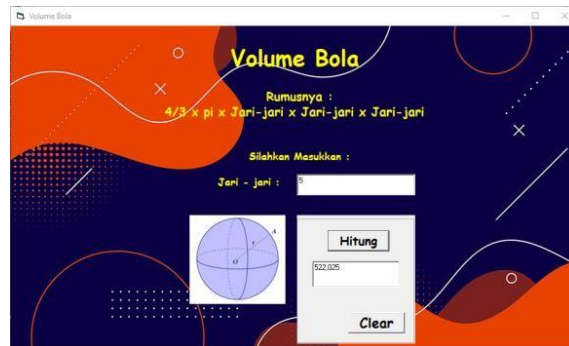 Volume Bola
Volume Bola
Rumusnya :
4/3 x pi x Jari-jari x Jari-jari x Jari-jari
Silahkan Masukkan :
Jari - jari :
5
A
r
O
Hitung
522,025
Clear